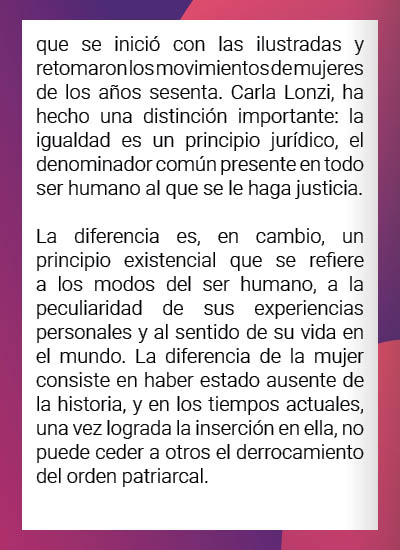 que se inició con las ilustradas y
retomaron los movimientos de mujeres
de los años sesenta. Carla Lonzi, ha
hecho una distinción importante: la
igualdad es un principio jurídico, el
denominador común presente en todo
ser humano al que se le haga justicia.

La diferencia es, en cambio, un
principio existencial que se refiere
a los modos del ser humano, a la
peculiaridad de sus experiencias
personales y al sentido de su vida en
el mundo. La diferencia de la mujer
consiste en haber estado ausente de
la historia, y en los tiempos actuales,
una vez lograda la inserción en ella, no
puede ceder a otros el derrocamiento
del orden patriarcal.